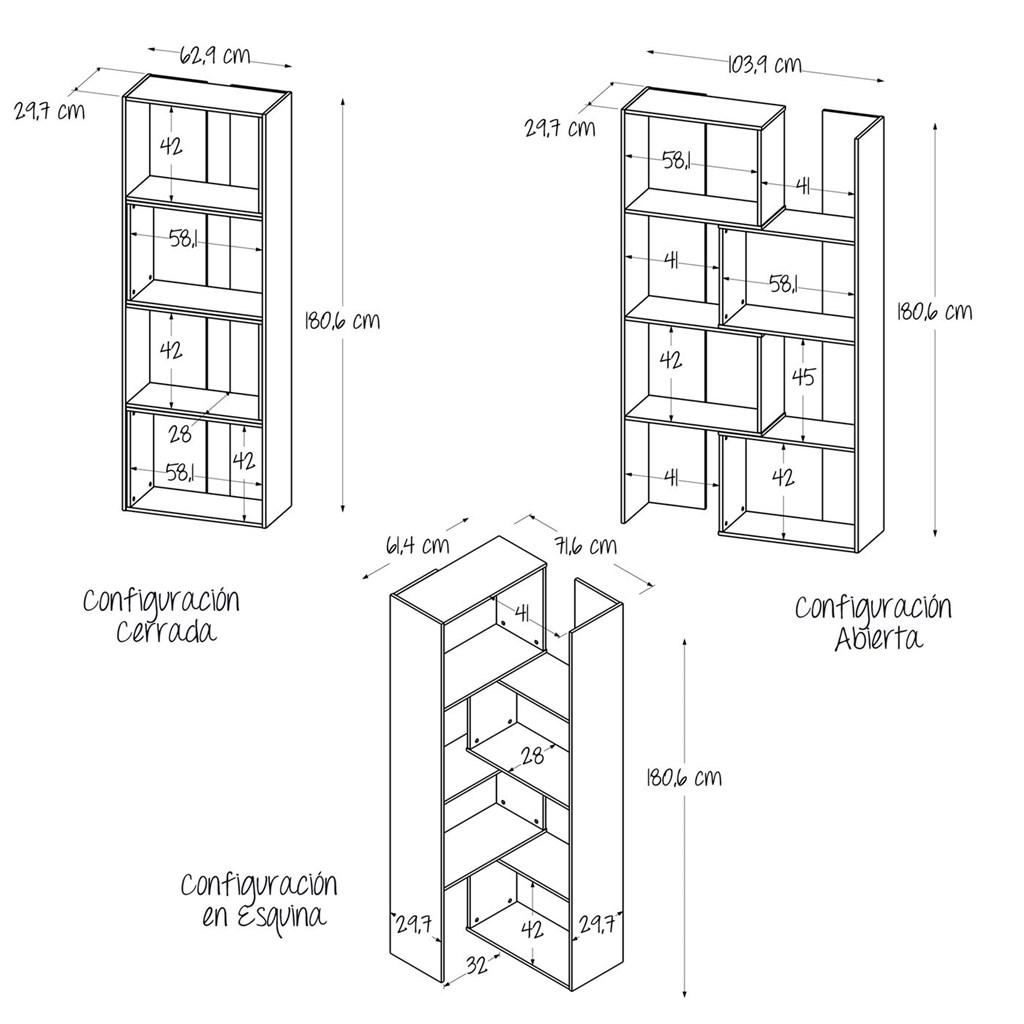 62,9 cm
29,7 cm
42
58,1
180,6 cm
42
28
42
58,1
Configuración
Cerrada
103,9 cm
29,7 cm
58,1
41
41
58,1
180,6 cm
42
45
41
42
Configuración
Abierta
61,4 cm
71,6 cm
41
28
180,6 cm
29,7
42
29,7
32
Configuración
en Esquina